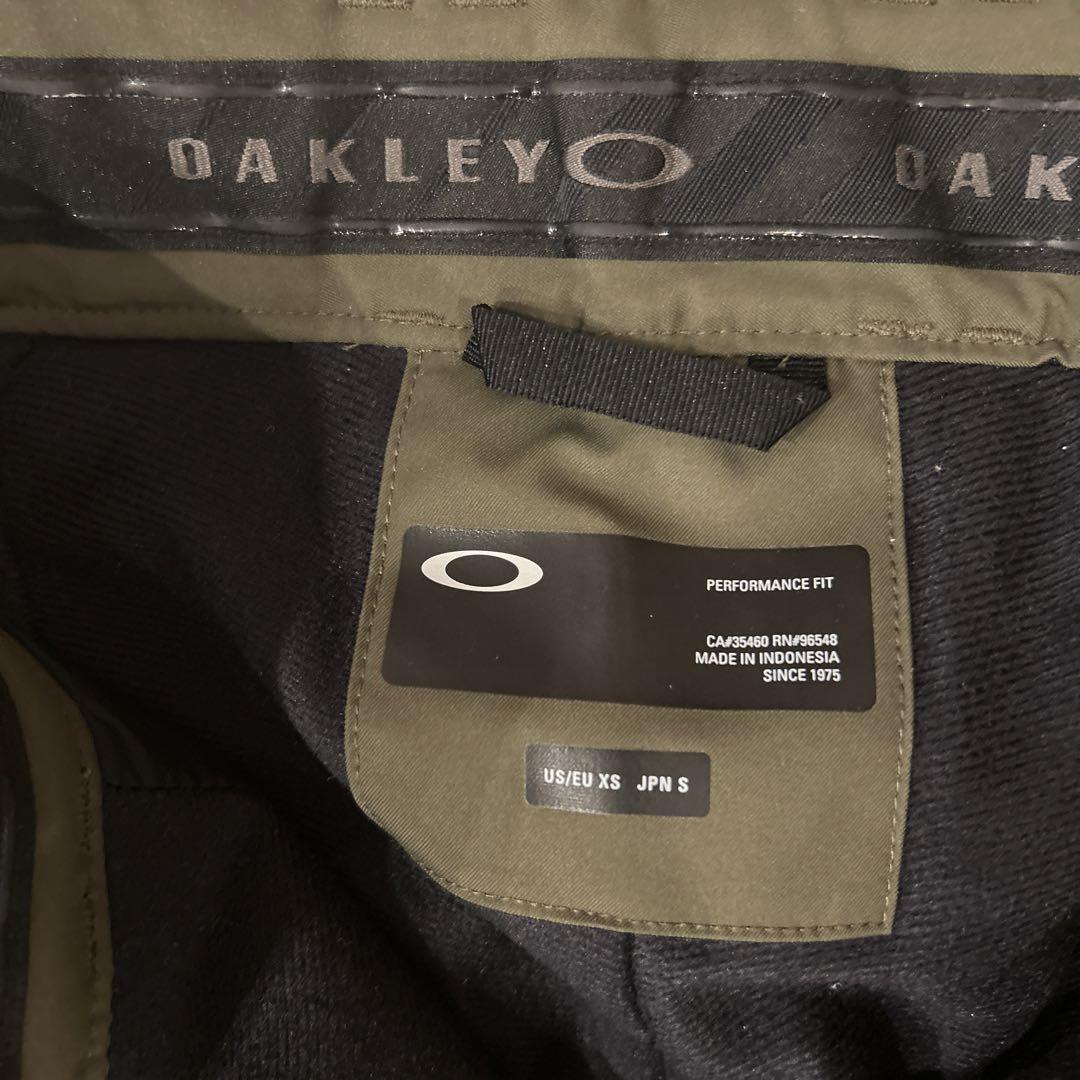 OAKLEY OAK
PERFORMANCE FIT
CA#35460 RN#96548
MADE IN INDONESIA
SINCE 1975
US/EU XS JPN S